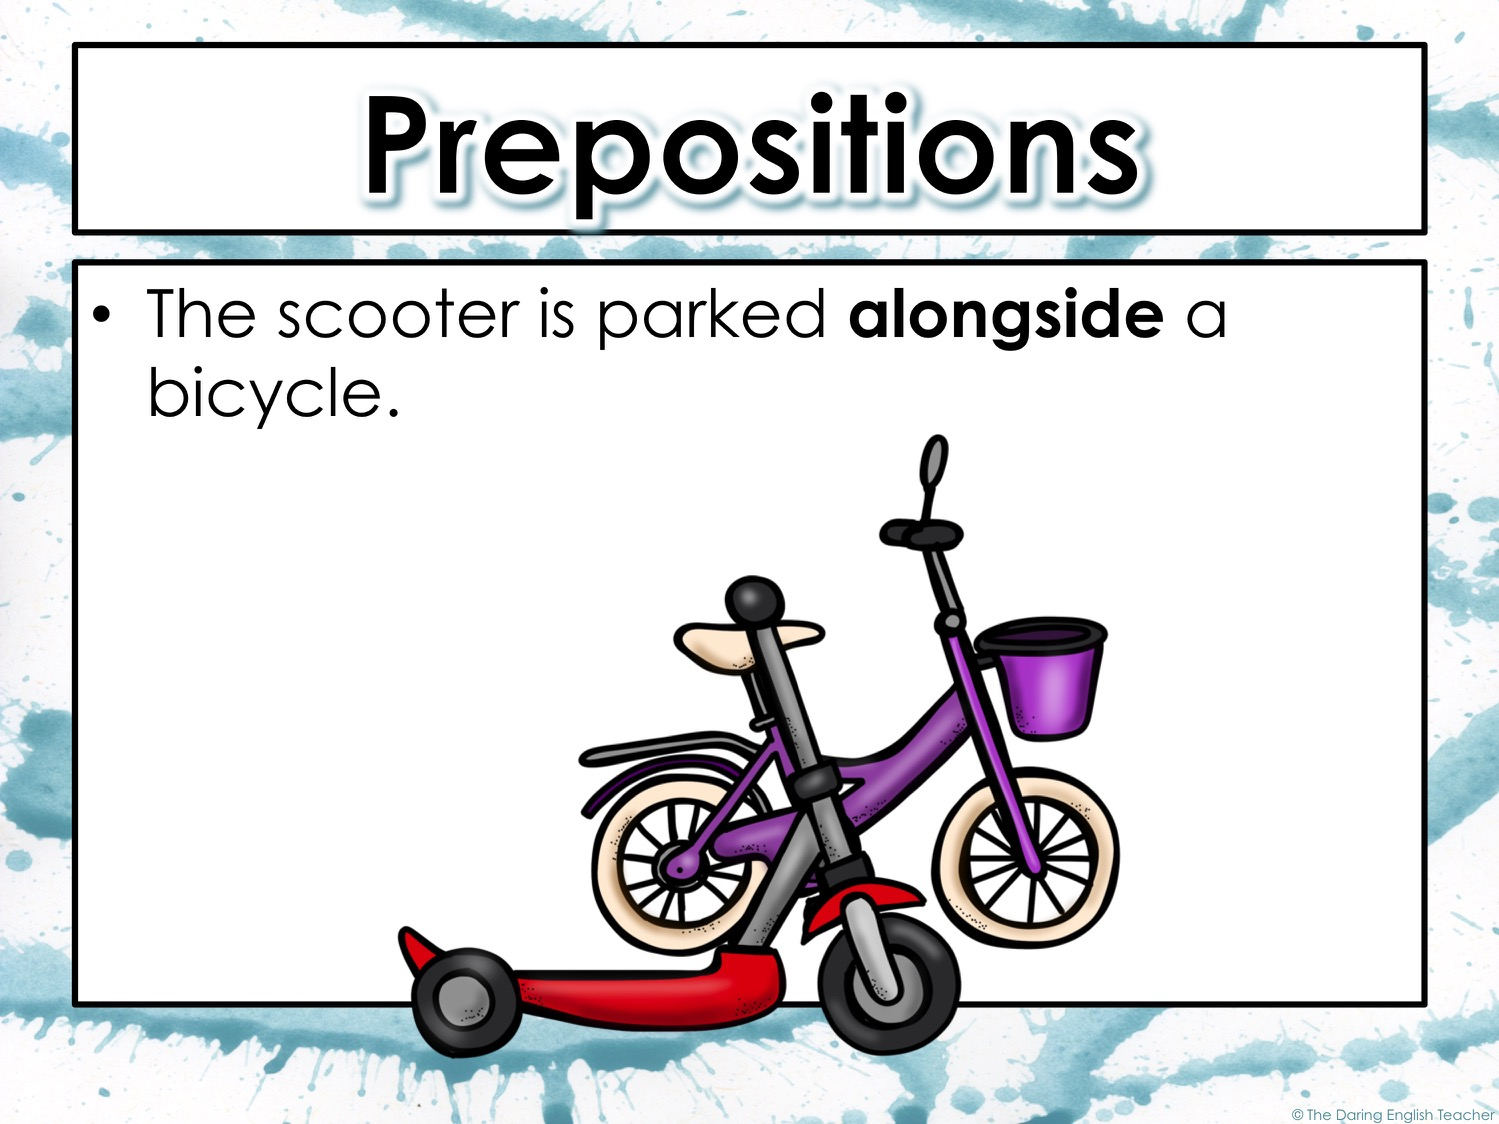 Prepositions
• The scooter is parked alongside a
bicycle.
© The Daring English Teacher